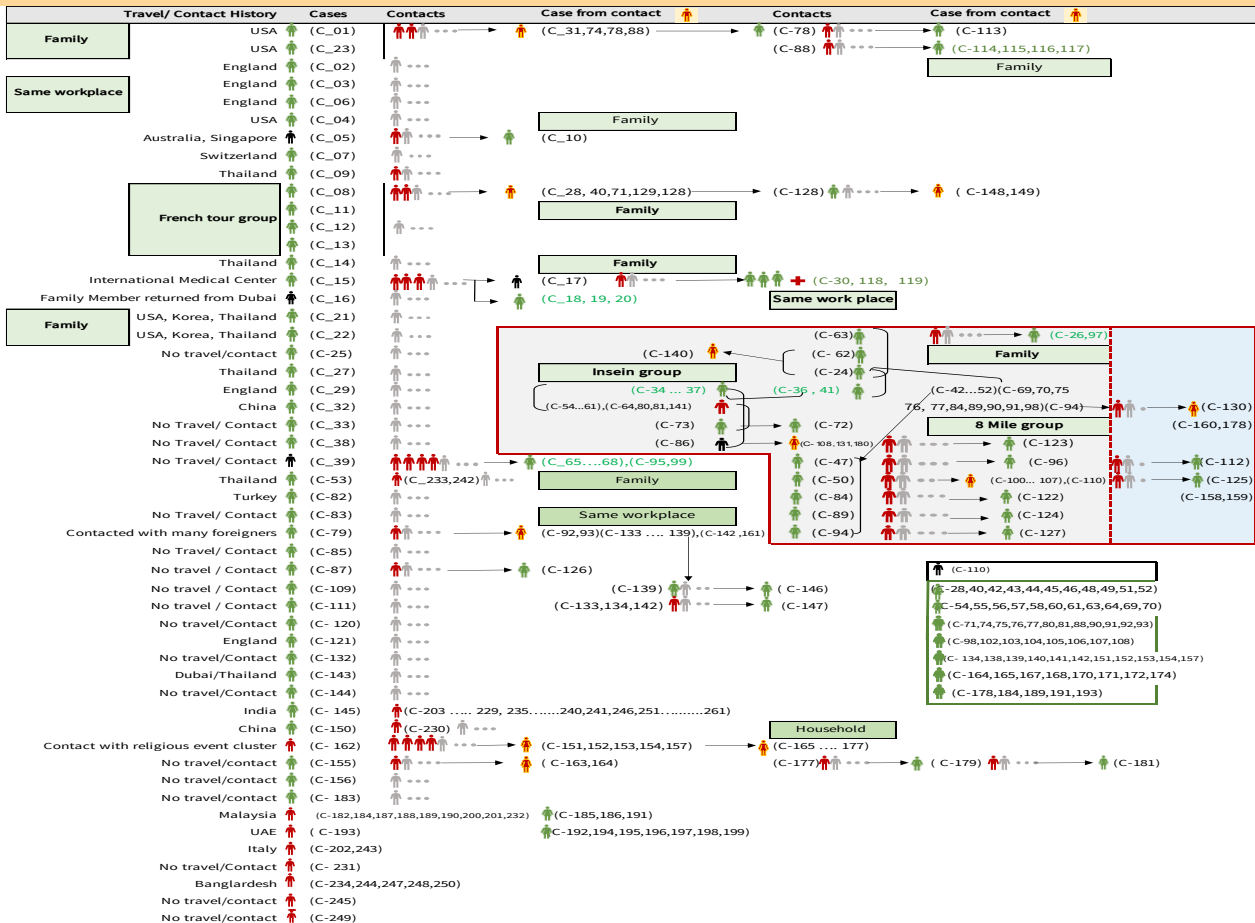 Travel/ Contact History Cases Contacts Case from contact Contacts Case from contact
Family
USA (C_01) (C_31,74,78,88) (C-78) (C-113)
USA (C_23) (C-88) (C-114,115,116,117)
England (C_02) Family
Same workplace
England (C_03)
England (C_06)
USA (C_04) Family
Australia, Singapore (C_05) (C_10)
Switzerland (C_07)
Thailand (C_09)
French tour group
(C_08) (C_28, 40,71,129,128) (C-128) ( C-148,149)
(C_11) Family
(C_12)
(C_13)
Thailand (C_14) Family
International Medical Center (C_15) (C_17) (C-30, 118, 119)
Family Member returned from Dubai (C_16) (C_18, 19, 20) Same work place
Family
USA, Korea, Thailand (C_21)
USA, Korea, Thailand (C_22) (C-63) (C-26,97)
No travel/contact (C-25) (C-140) (C- 62) Family
Thailand (C_27) Insein group (C-24)
England (C_29) (C-34 ... 37) (C-36 , 41) (C-42...52)(C-69,70,75
China (C_32) (C-54...61),(C-64,80,81,141) 76, 77,84,89,90,91,98)(C-94) (C-130)
No Travel/ Contact (C_33) (C-73) (C-72) 8 Mile group (C-160,178)
No Travel/ Contact (C_38) (C-86) (C- 108,131,180) (C-123)
No Travel/ Contact (C_39) (C_65....68),(C-95,99) (C-47) (C-96) (C-112)
Thailand (C-53) (C_233,242) Family (C-50) (C-100... 107),(C-110) (C-125)
Turkey (C-82) (C-84) (C-122) (C-158,159)
No Travel/ Contact (C-83) Same workplace (C-89) (C-124)
Contacted with many foreigners (C-79) (C-92,93)(C-133 .... 139),(C-142 ,161) (C-94) (C-127)
No Travel/ Contact (C-85)
No travel / Contact (C-87) (C-126) (C-110)
No travel / Contact (C-109) (C-139) ( C-146) (C-28,40,42,43,44,45,46,48,49,51,52)
No travel / Contact (C-111) (C-133,134,142) (C-147) (C-54,55,56,57,58,60,61,63,64,69,70)
No travel/Contact (C- 120) (C-71,74,75,76,77,80,81,88,90,91,92,93)
England (C-121) (C-98,102,103,104,105,106,107,108)
No travel/Contact (C-132) (C- 134,138,139,140,141,142,151,152,153,154,157)
Dubai/Thailand (C-143) (C-164,165,167,168,170,171,172,174)
No travel/Contact (C-144) (C-178,184,189,191,193)
India (C- 145) (C-203 ..... 229, 235.......240,241,246,251..........261)
China (C-150) (C-230) Household
Contact with religious event cluster (C- 162) (C-151,152,153,154,157) (C-165 .... 177)
No travel/contact (C-155) ( C-163,164) (C-177) ( C-179) (C-181)
No travel/contact (C-156)
No travel/contact (C- 183)
Malaysia (C-182,184,187,188,189,190,200,201,232) (C-185,186,191)
UAE ( C-193) (C-192,194,195,196,197,198,199)
Italy (C-202,243)
No travel/Contact (C- 231)
Banglardesh (C-234,244,247,248,250)
No travel/contact (C-245)
No travel/contact (C-249)